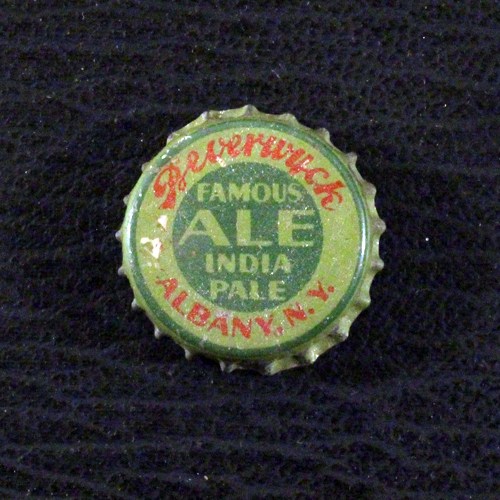 Beverwyck
FAMOUS
ALE
INDIA
PALE
ALBANY, N.Y.